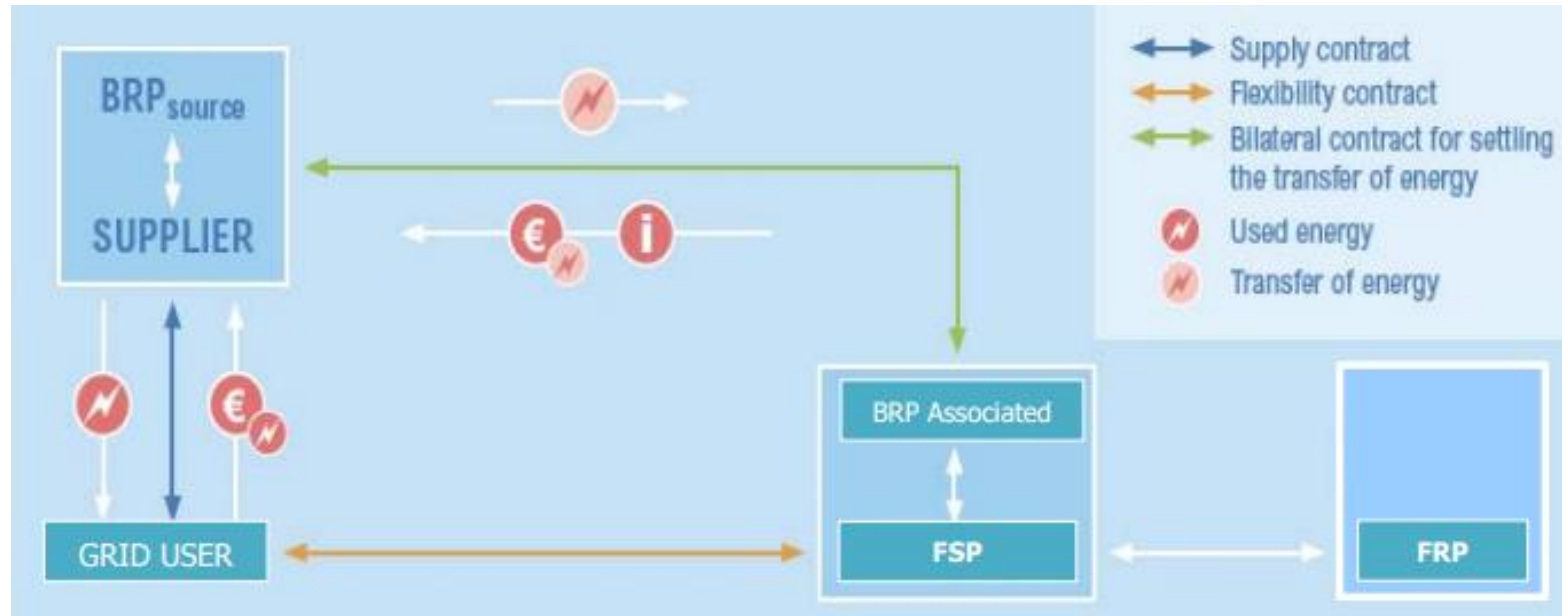 BRPsource
SUPPLIER
€
i
€
GRID USER
BRP Associated
FSP
FRP
Supply contract
Flexibility contract
Bilateral contract for settling
the transfer of energy
Used energy
Transfer of energy